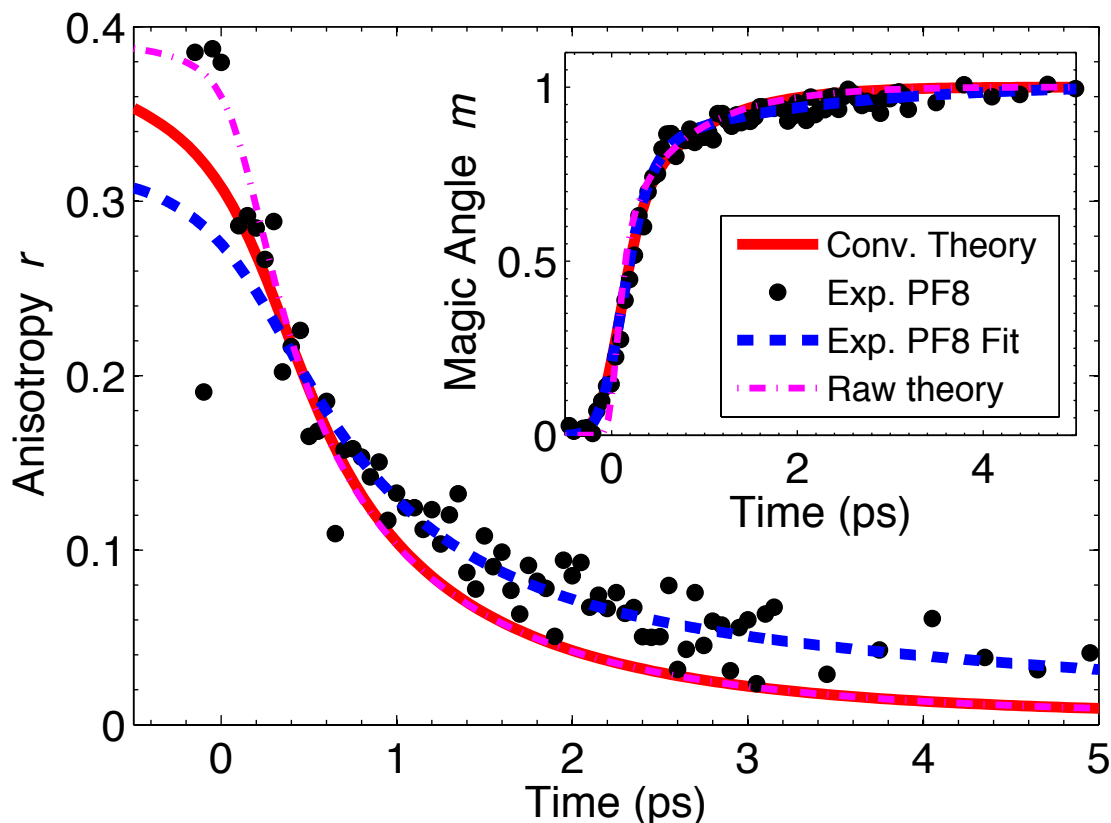 0.4
0.3
0.2
0.1
0
Anisotropy r
0
1
2
3
4
5
Time (ps)
1
0.5
0
Magic Angle m
0
2
4
Time (ps)
Conv. Theory
Exp. PF8
Exp. PF8 Fit
Raw theory